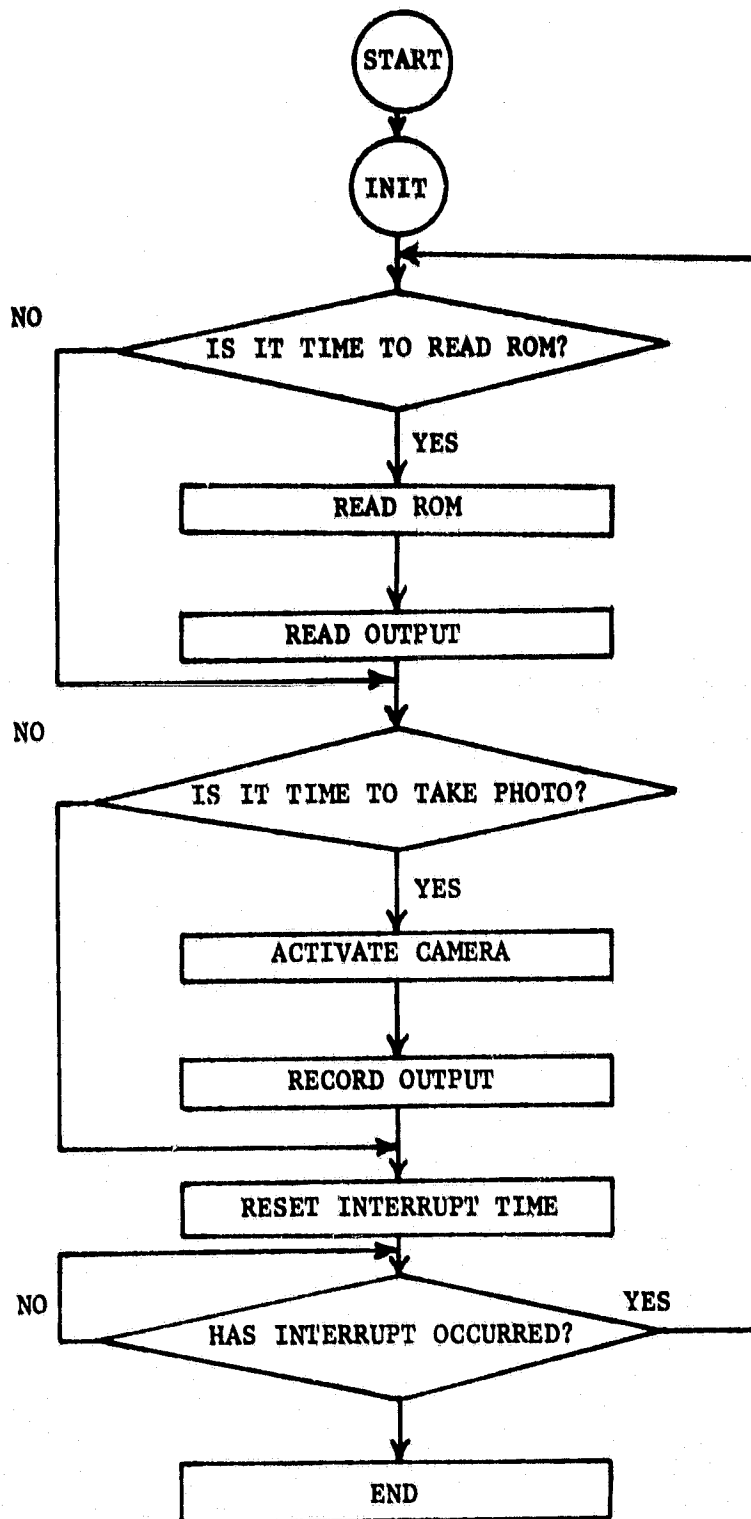 START
INIT
NO
IS IT TIME TO READ ROM?
YES
READ ROM
READ OUTPUT
NO
IS IT TIME TO TAKE PHOTO?
YES
ACTIVATE CAMERA
RECORD OUTPUT
RESET INTERRUPT TIME
NO
YES
HAS INTERRUPT OCCURRED?
END